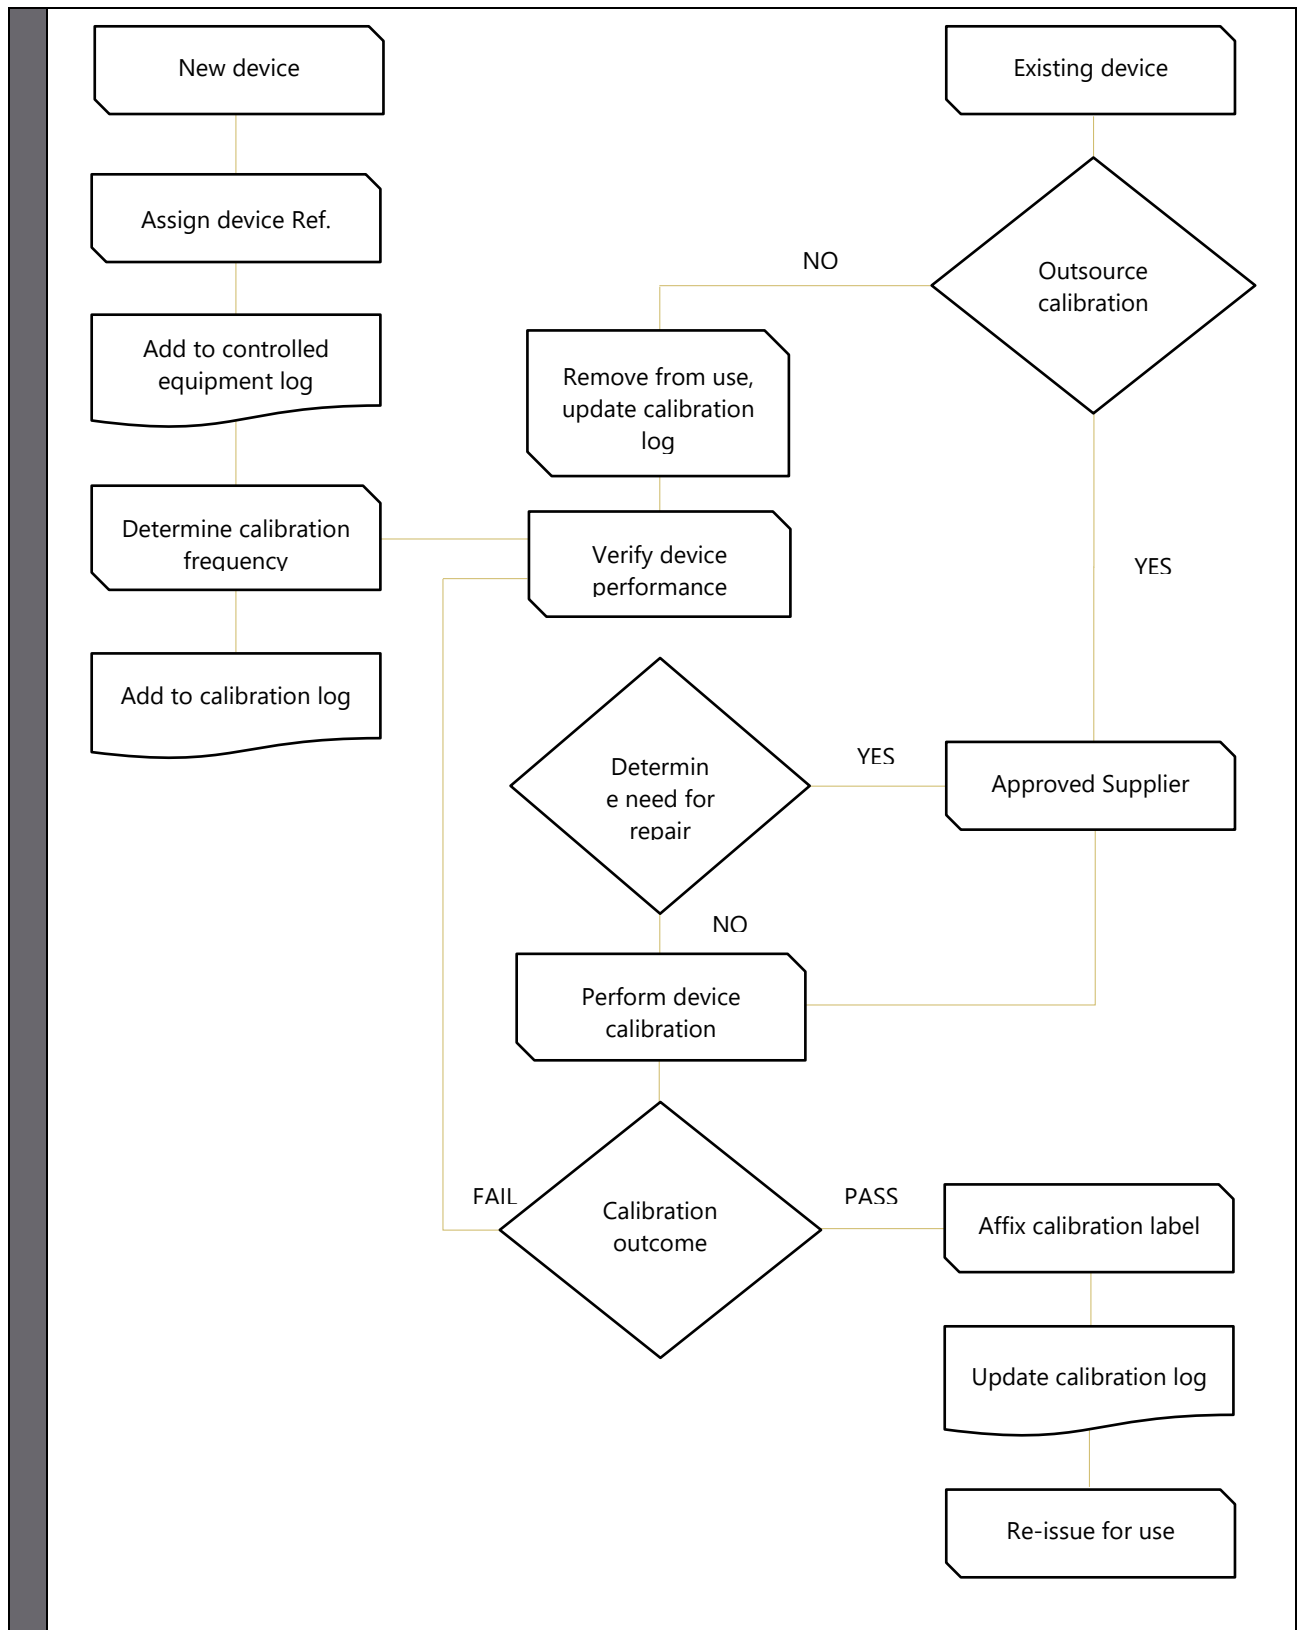 New device
Existing device
Assign device Ref.
NO
Outsource
calibration
Add to controlled
equipment log
Remove from use,
update calibration
log
Determine calibration
frequency
Verify device
performance
YES
Add to calibration log
Determin
e need for
repair
YES
Approved Supplier
NO
Perform device
calibration
FAIL
Calibration
outcome
PASS
Affix calibration label
Update calibration log
Re-issue for use